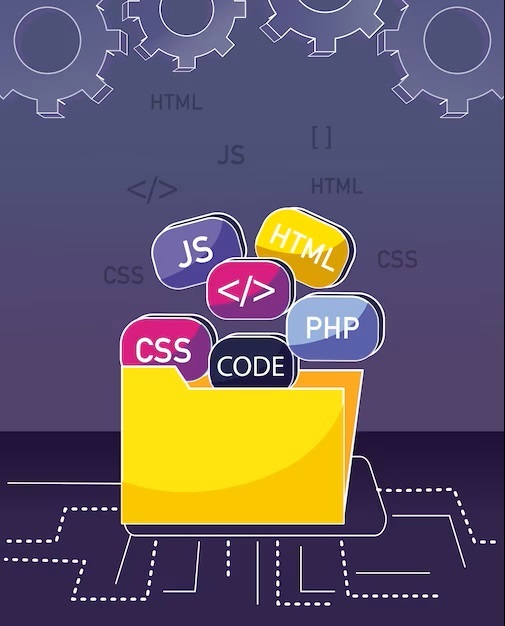 HTML
[ ]
JS
</>
HTML
JS
HTML
CSS
CSS
</>
PHP
CSS
CODE